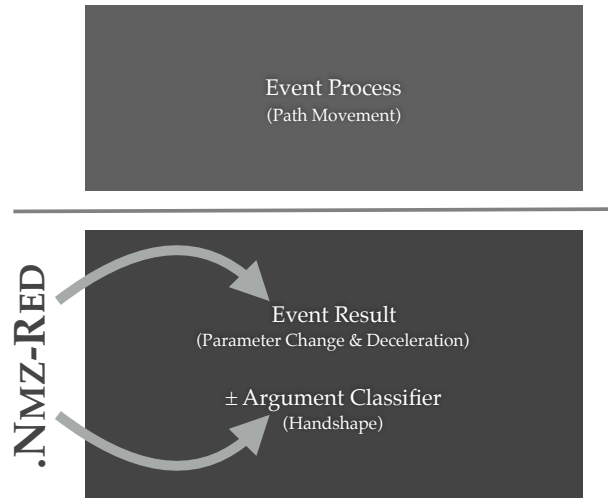 Event Process
(Path Movement)
.NMZ-RED
Event Result
(Parameter Change & Deceleration)
± Argument Classifier
(Handshape)